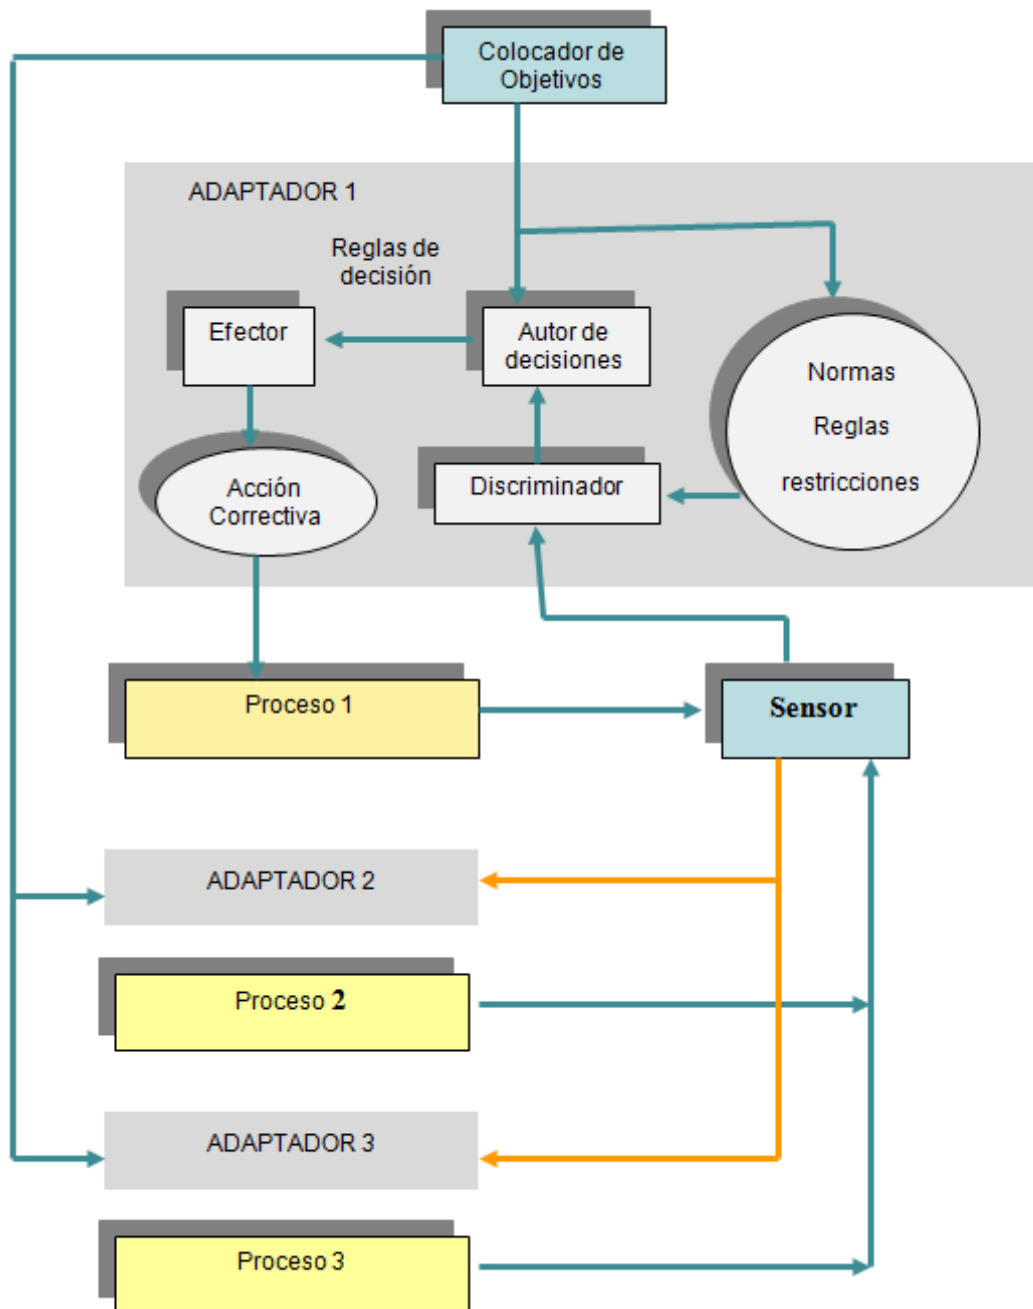 Colocador de
Objetivos
ADAPTADOR 1
Reglas de
decisión
Efector
Autor de
decisiones
Normas
Reglas
restricciones
Acción
Correctiva
Discriminador
Proceso 1
Sensor
ADAPTADOR 2
Proceso 2
ADAPTADOR 3
Proceso 3